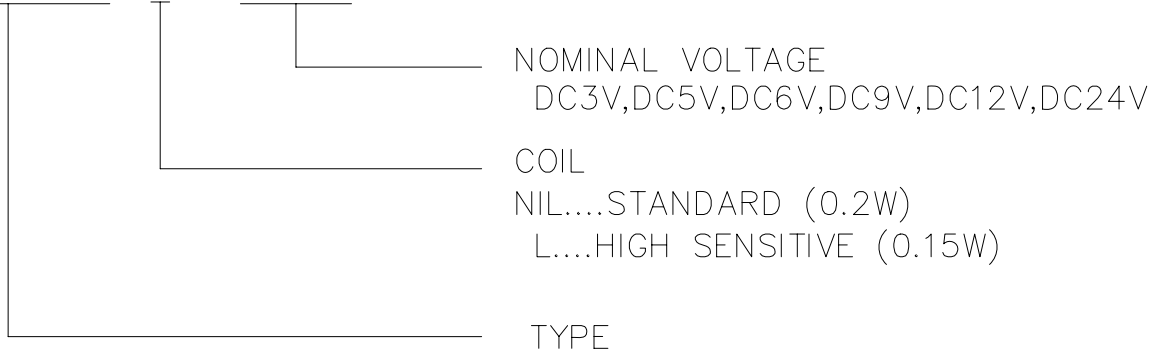 NOMINAL VOLTAGE
DC3V,DC5V,DC6V,DC9V,DC12V,DC24V
COIL
NIL....STANDARD (0.2W)
L....HIGH SENSITIVE (0.15W)
TYPE